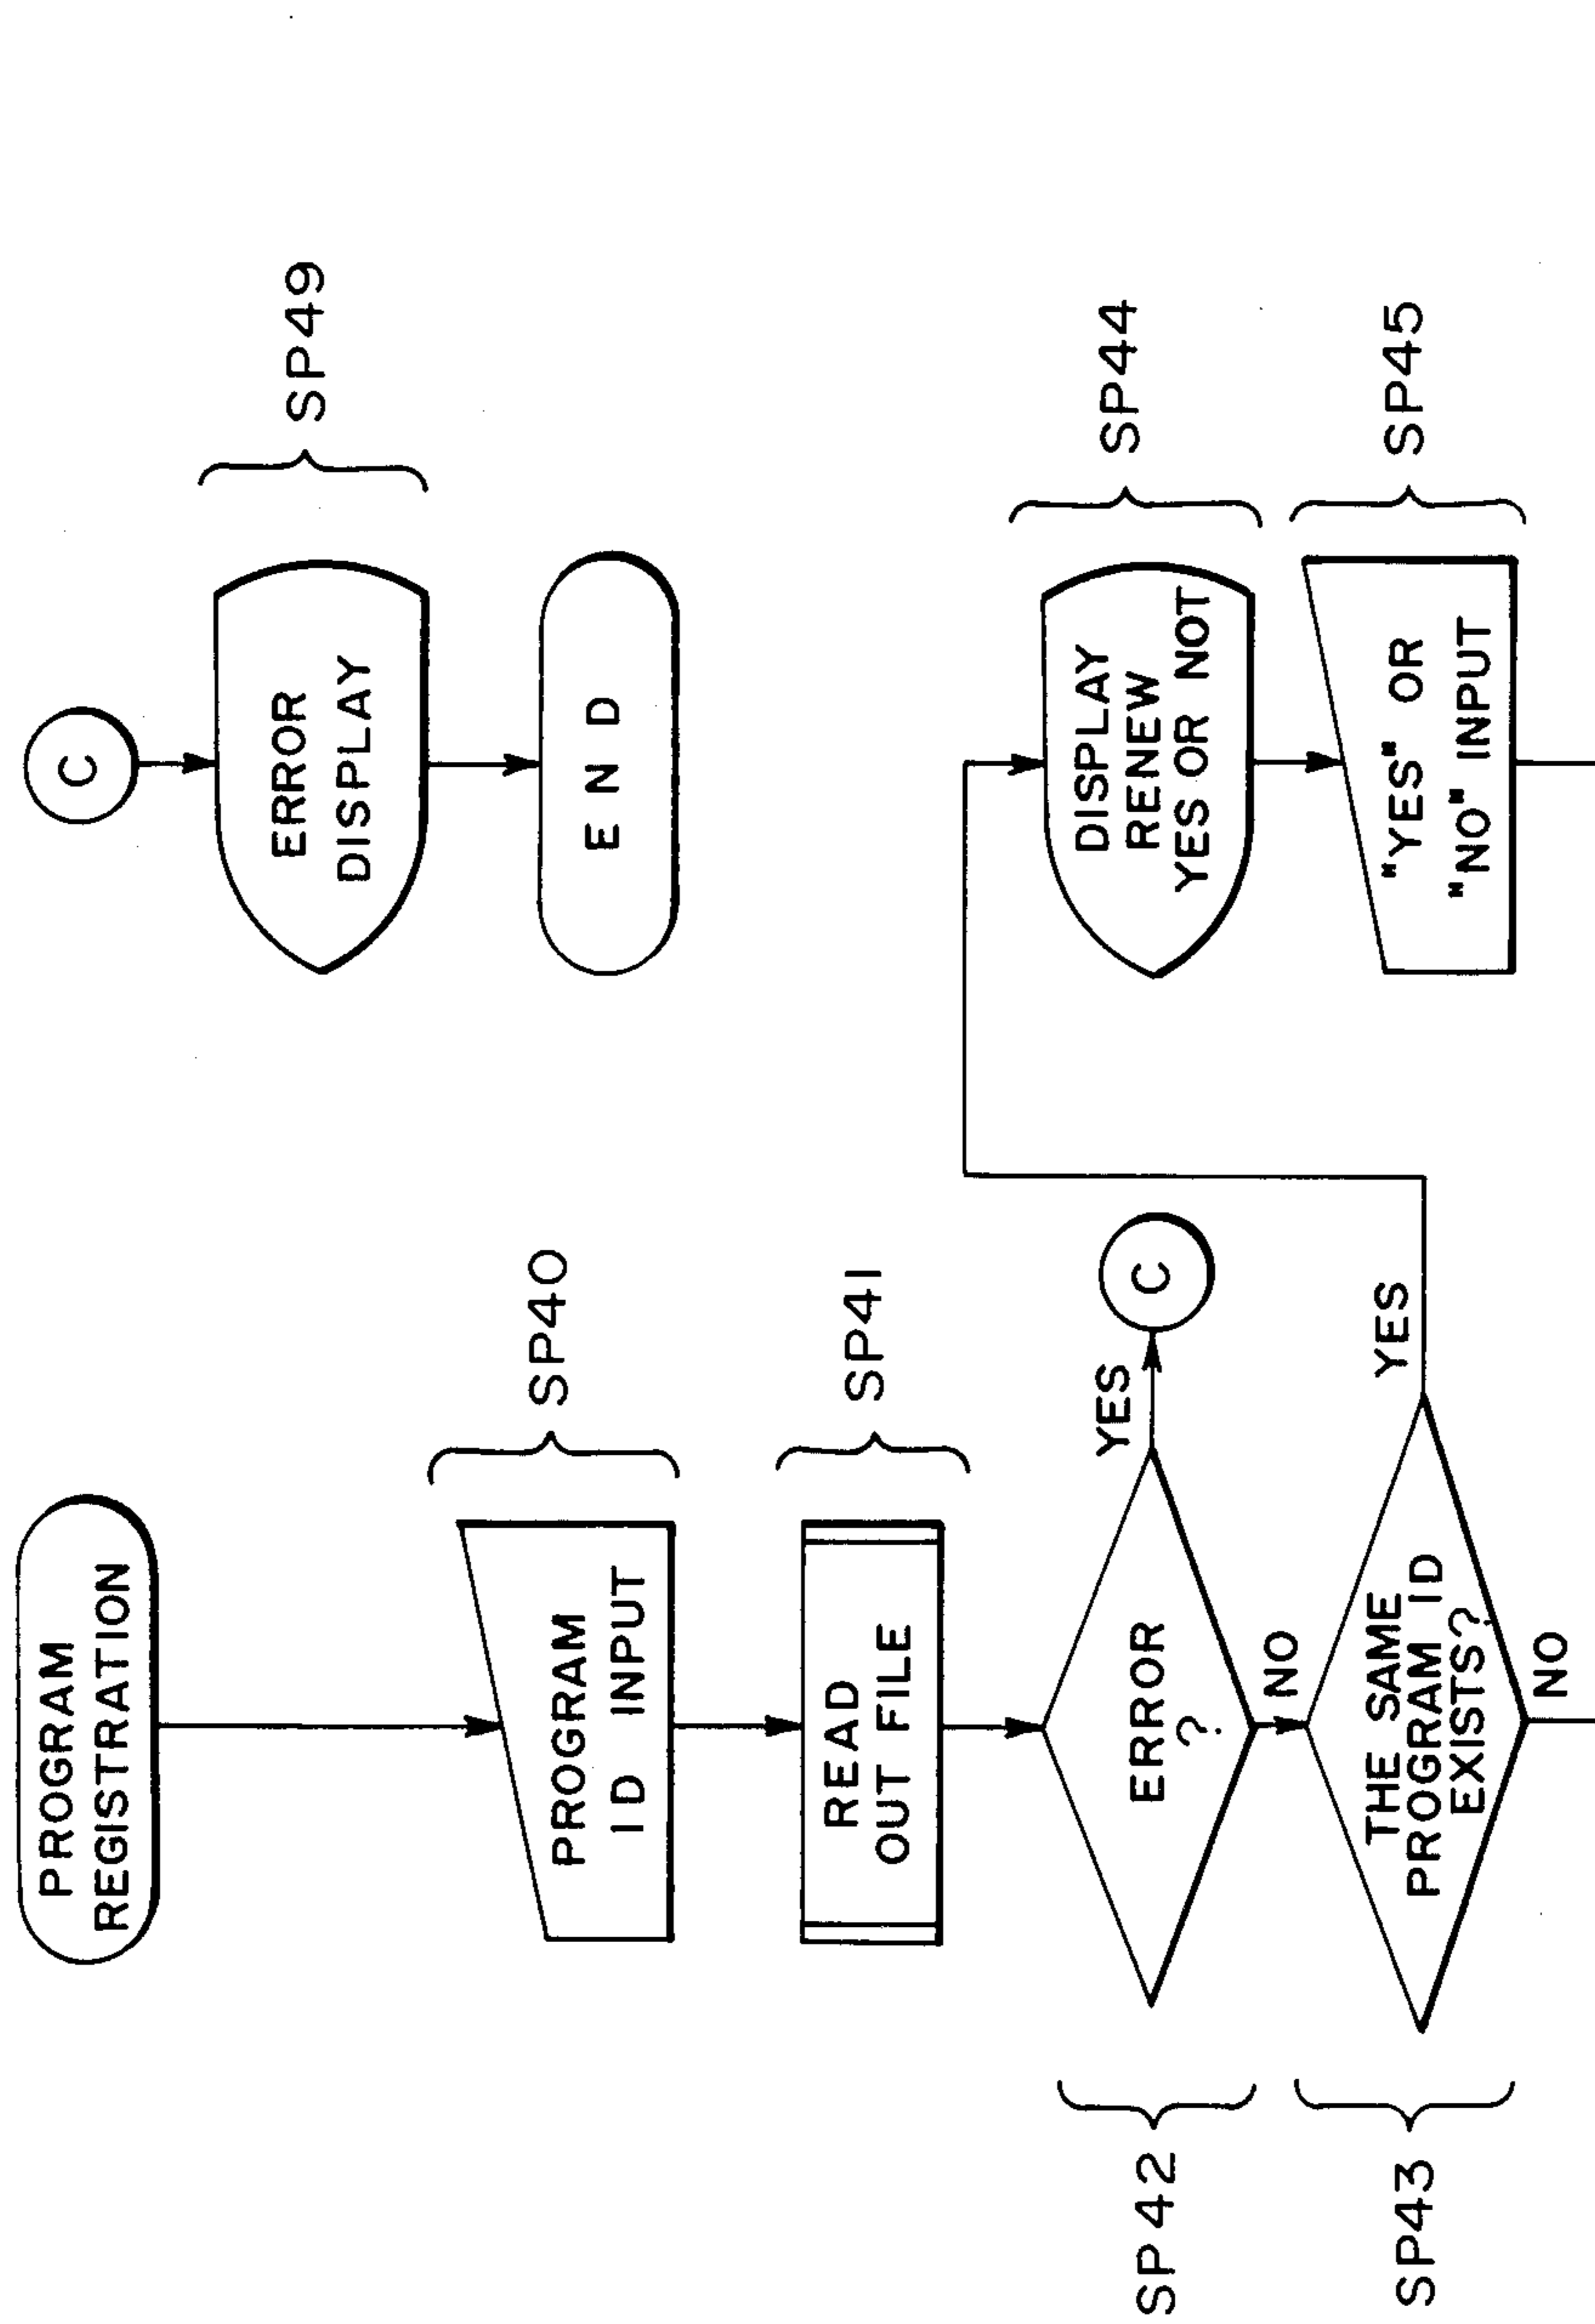 PROGRAM
REGISTRATION
PROGRAM
ID INPUT
SP40
READ
OUT FILE
SP41
ERROR
?
SP42
YES
C
NO
THE SAME
PROGRAM ID
EXISTS?
SP43
YES
NO
C
ERROR
DISPLAY
SP49
END
DISPLAY
RENEW
YES OR NOT
SP44
"YES" OR
"NO" INPUT
SP45